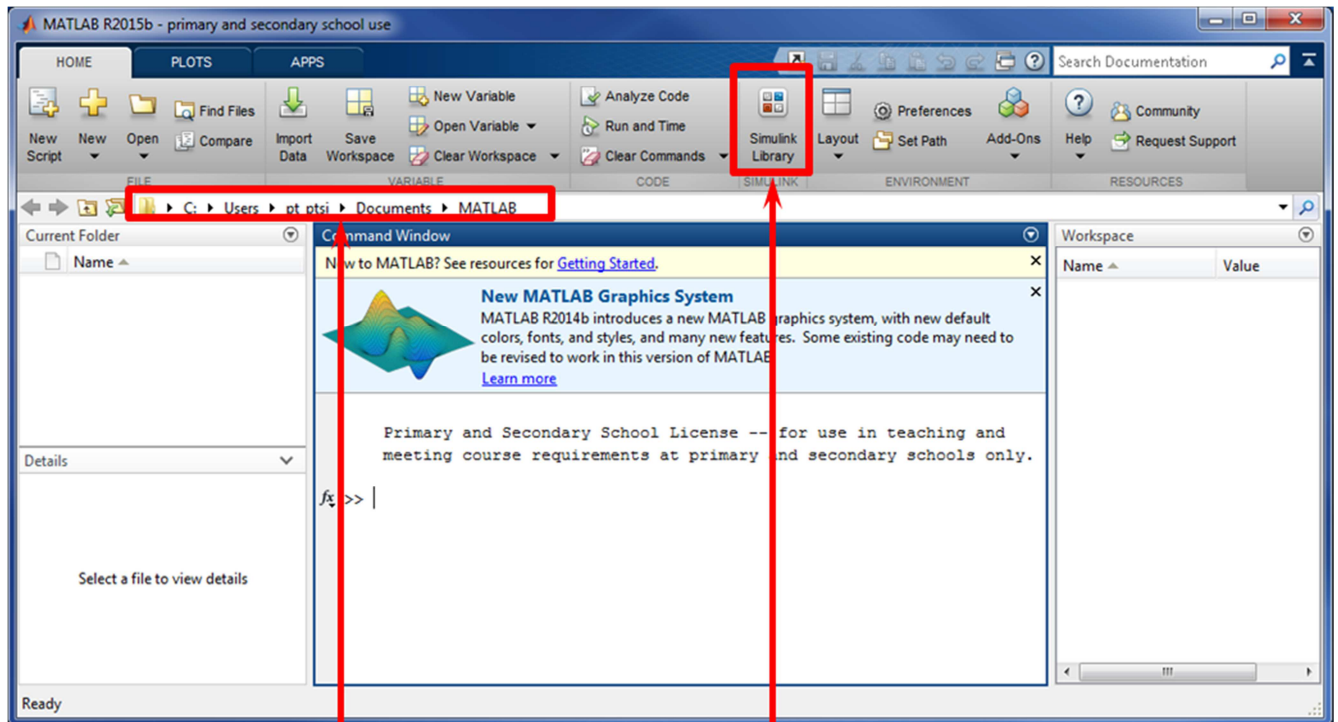 MATLAB R2015b - primary and secondary school use
HOME PLOTS APPS
Search Documentation
New Script
New
Open
Find Files
Compare
FILE
Import Data
Save Workspace
New Variable
Open Variable
Clear Workspace
VARIABLE
Analyze Code
Run and Time
Clear Commands
CODE
Simulink Library
SIMULINK
Layout
Preferences
Set Path
Add-Ons
ENVIRONMENT
Help
Community
Request Support
RESOURCES
C: Users pt_ptsi Documents MATLAB
Current Folder
Name
Details
Select a file to view details
Command Window
New to MATLAB? See resources for Getting Started.
New MATLAB Graphics System
MATLAB R2014b introduces a new MATLAB graphics system, with new default
colors, fonts, and styles, and many new features. Some existing code may need to
be revised to work in this version of MATLAB.
Learn more
Primary and Secondary School License -- for use in teaching and
meeting course requirements at primary and secondary schools only.
fx >>
Workspace
Name Value
Ready